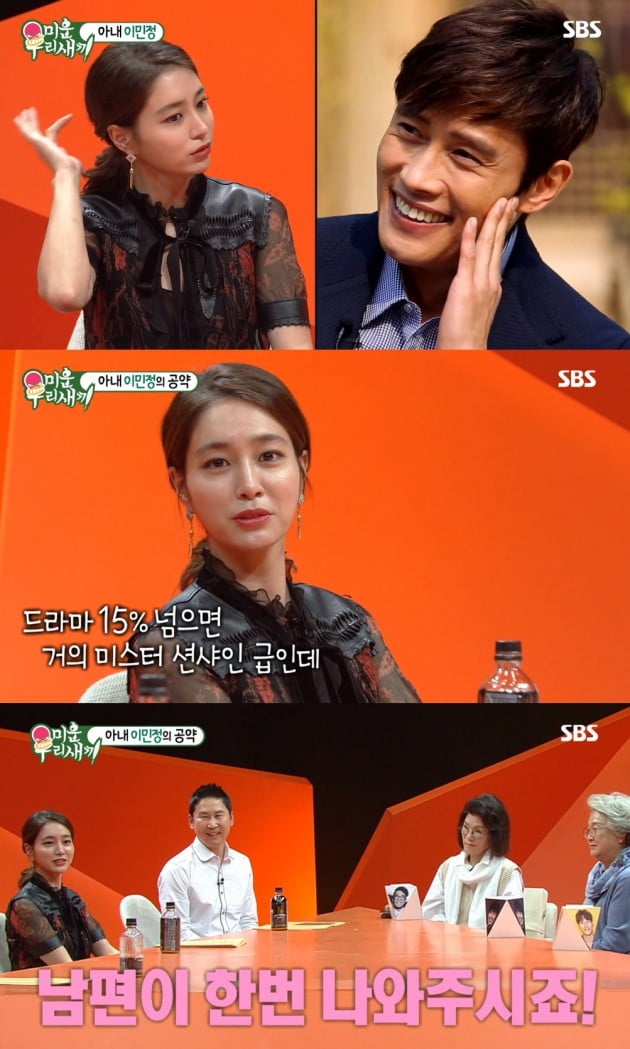 미운
우리새끼
아내 이민정
SBS
미운
우리새끼
아내 이민정의 공약
SBS
드라마 15% 넘으면
거의 미스터 션샤인 급인데
미운
우리새끼
아내 이민정의 공약
SBS
남편이 한번 나와주시죠!